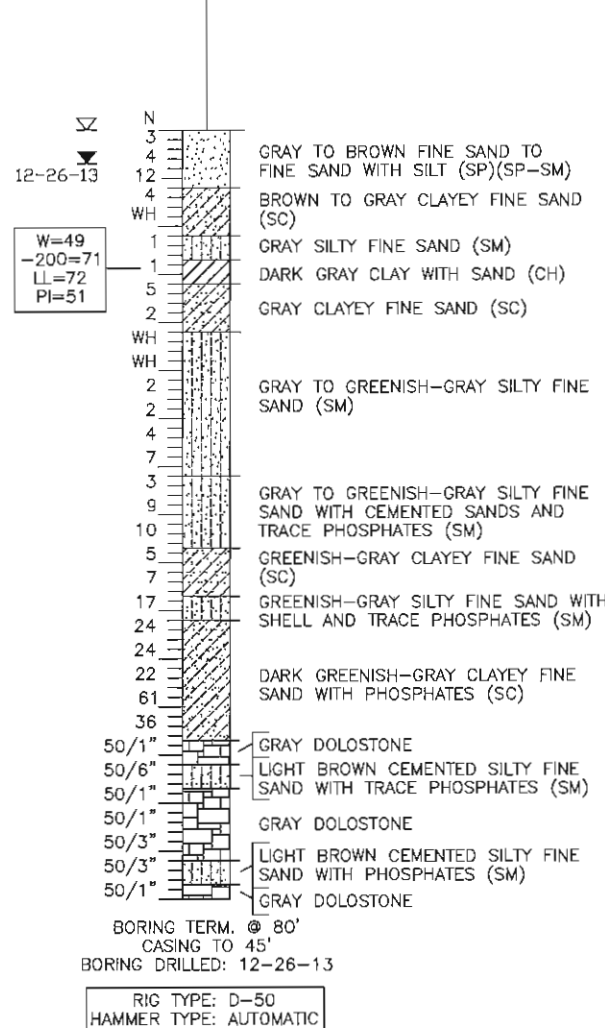 N
3
4
12-26-13
12
GRAY TO BROWN FINE SAND TO
FINE SAND WITH SILT (SP)(SP-SM)
4
WH
BROWN TO GRAY CLAYEY FINE SAND
(SC)
1
GRAY SILTY FINE SAND (SM)
W=49
-200=71
LL=72
PI=51
1
DARK GRAY CLAY WITH SAND (CH)
5
2
GRAY CLAYEY FINE SAND (SC)
WH
WH
2
2
4
7
GRAY TO GREENISH-GRAY SILTY FINE
SAND (SM)
3
9
10
GRAY TO GREENISH-GRAY SILTY FINE
SAND WITH CEMENTED SANDS AND
TRACE PHOSPHATES (SM)
5
7
GREENISH-GRAY CLAYEY FINE SAND
(SC)
17
GREENISH-GRAY SILTY FINE SAND WITH
SHELL AND TRACE PHOSPHATES (SM)
24
24
22
61
36
DARK GREENISH-GRAY CLAYEY FINE
SAND WITH PHOSPHATES (SC)
50/1"
GRAY DOLOSTONE
50/6"
LIGHT BROWN CEMENTED SILTY FINE
SAND WITH TRACE PHOSPHATES (SM)
50/1"
50/1"
50/3"
GRAY DOLOSTONE
50/3"
LIGHT BROWN CEMENTED SILTY FINE
SAND WITH PHOSPHATES (SM)
50/1"
GRAY DOLOSTONE
BORING TERM. @ 80'
CASING TO 45'
BORING DRILLED: 12-26-13
RIG TYPE: D-50
HAMMER TYPE: AUTOMATIC